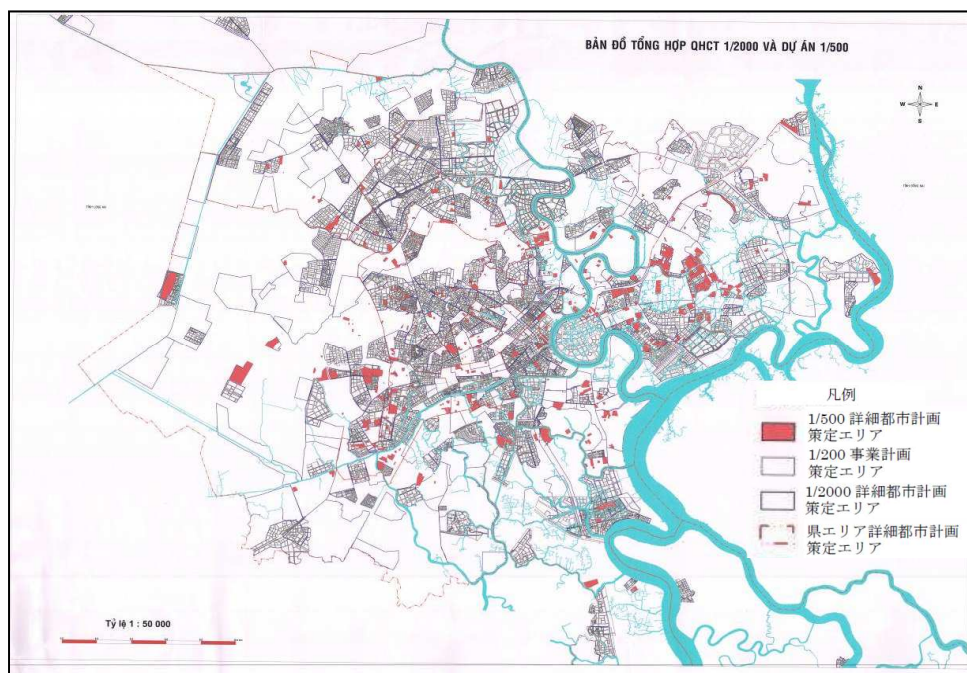 BẢN ĐỒ TỔNG HỢP QHCT 1/2000 VÀ DỰ ÁN 1/500
N
W E
S
凡例
1/500 詳細都市計画
策定エリア
1/200 事業計画
策定エリア
1/2000 詳細都市計画
策定エリア
県エリア詳細都市計画
策定エリア
Tỷ lệ 1 : 50 000